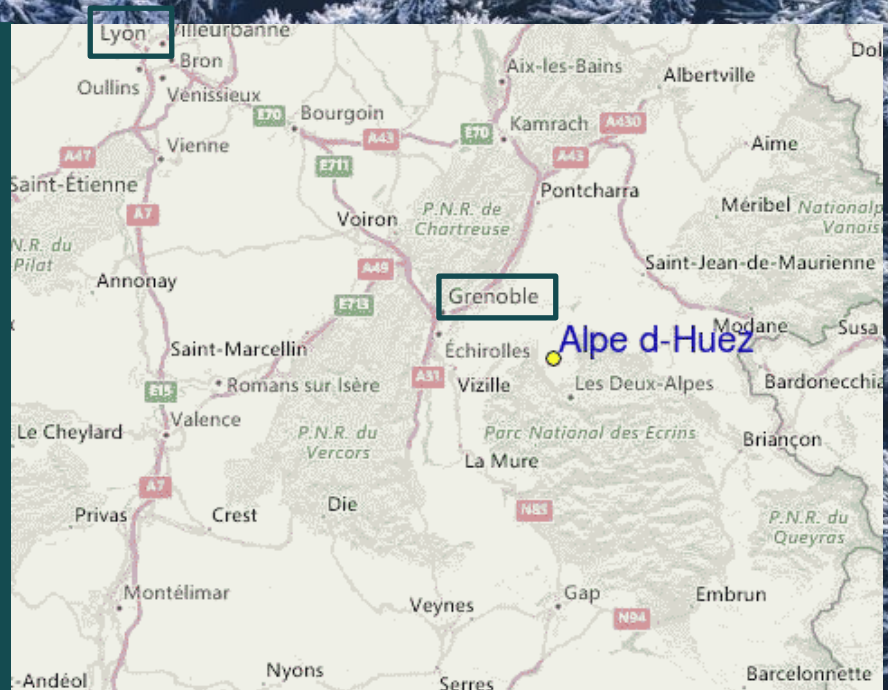 Lyon
Villeurbanne
Bron
Oullins
Vénissieux
Aix-les-Bains
Albertville
E70
Bourgoin
A43
E70
Kamrach
A430
Vienne
A47
E711
A43
Aime
Saint-Étienne
Pontcharra
A7
Voiron
P.N.R. de
Chartreuse
Méribel
N.R. du
Pilat
A49
Saint-Jean-de-Maurienne
Annonay
E713
Grenoble
Modane
Susa
Alpe d-Huez
Saint-Marcellin
Échirolles
E15
Romans sur Isère
A51
Vizille
Les Deux-Alpes
Bardonecchia
Valence
Le Cheylard
P.N.R. du
Vercors
Parc National des Ecrins
Briançon
La Mure
A7
Die
N85
Privas
Crest
P.N.R. du
Queyras
Montélimar
Veynes
Gap
Embrun
N94
Nyons
Serres
Barcelonnette
-Andéol